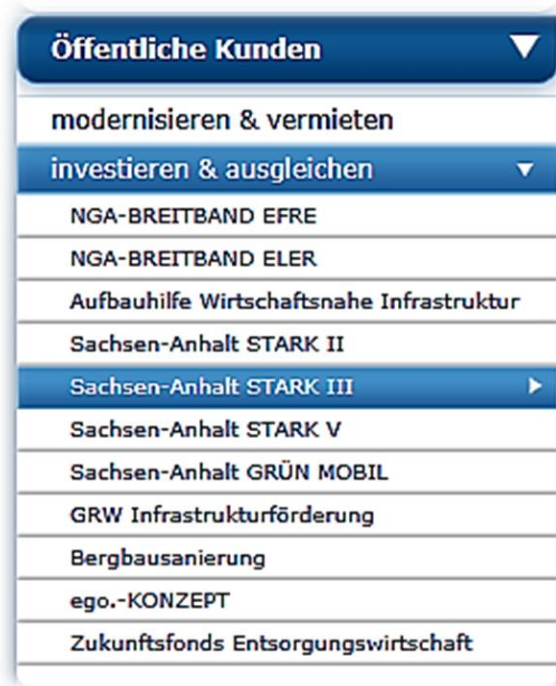 Öffentliche Kunden
modernisieren & vermieten
investieren & ausgleichen
NGA-BREITBAND EFRE
NGA-BREITBAND ELER
Aufbauhilfe Wirtschaftsnahe Infrastruktur
Sachsen-Anhalt STARK II
Sachsen-Anhalt STARK III
Sachsen-Anhalt STARK V
Sachsen-Anhalt GRÜN MOBIL
GRW Infrastrukturförderung
Bergbausanierung
ego.-KONZEPT
Zukunftsfonds Entsorgungswirtschaft